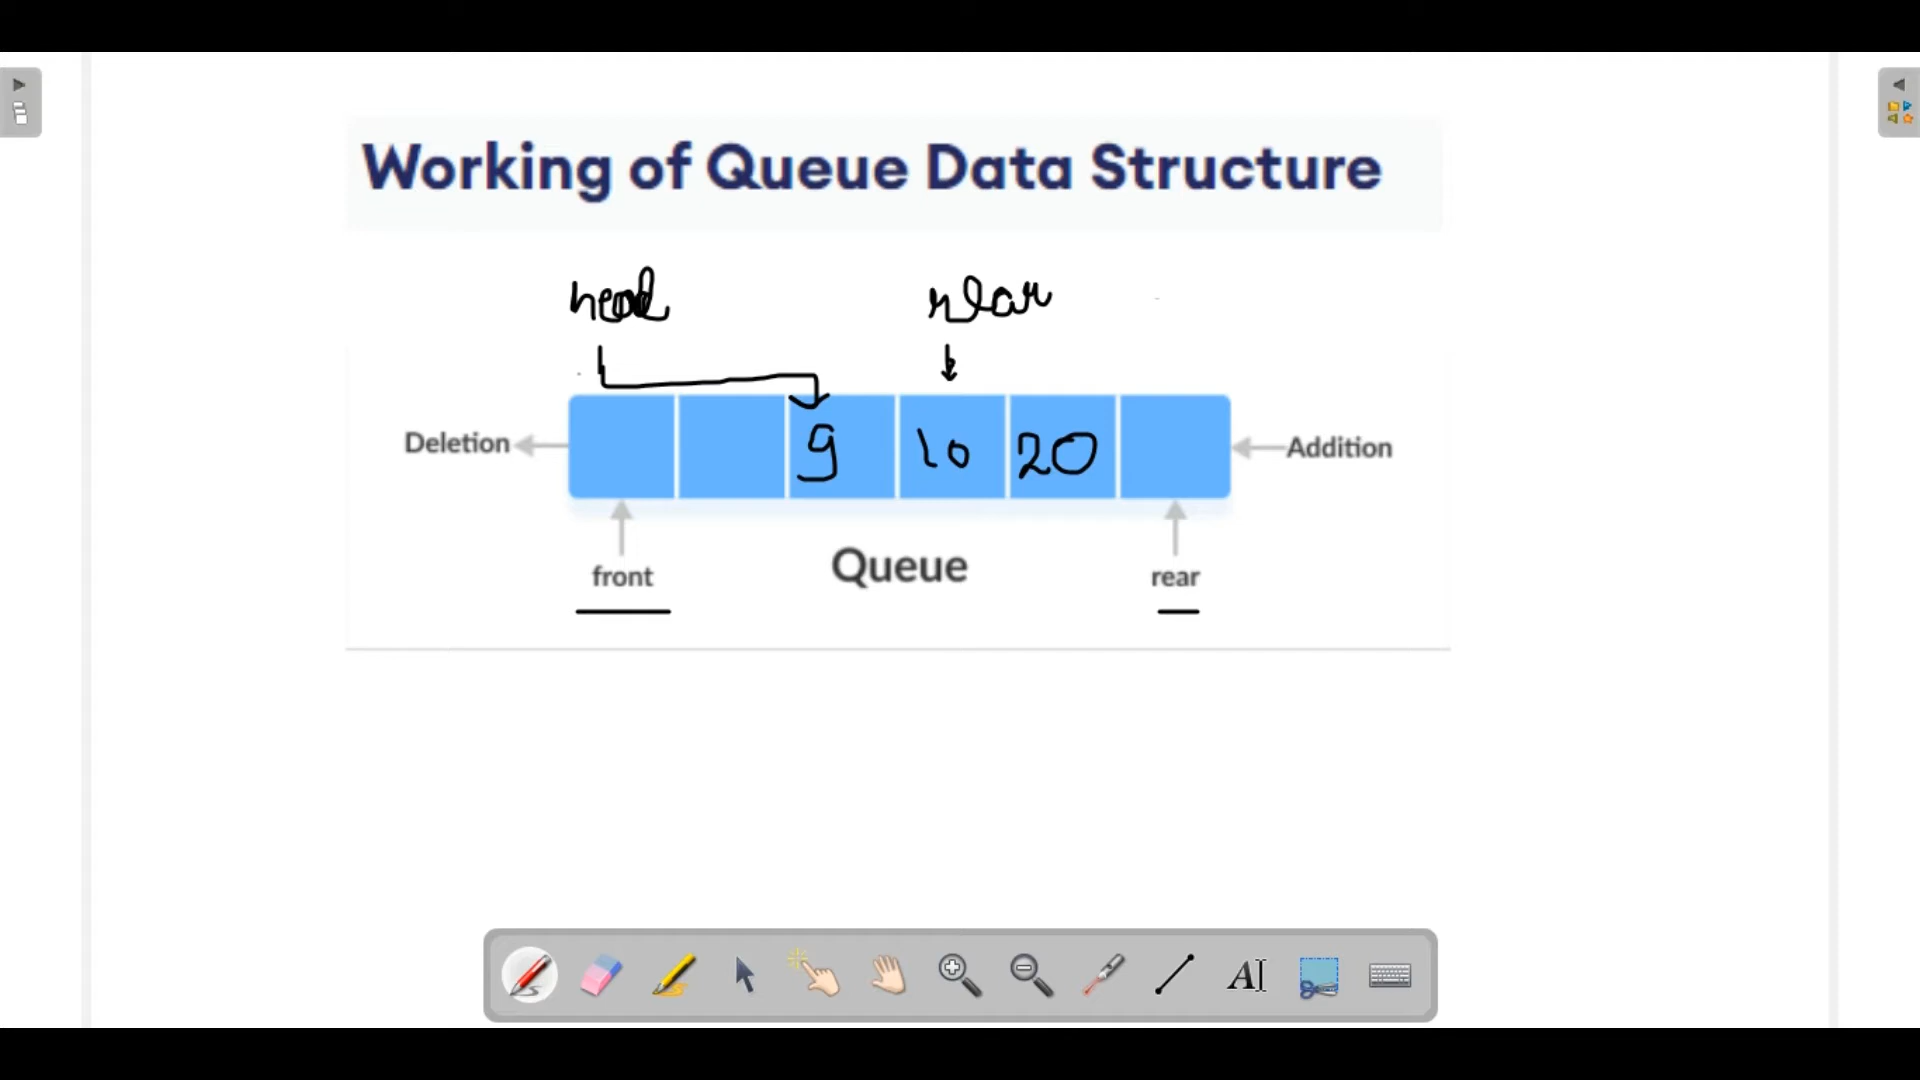 Working of Queue Data Structure
head rear
Deletion 9 10 20 Addition
front Queue rear